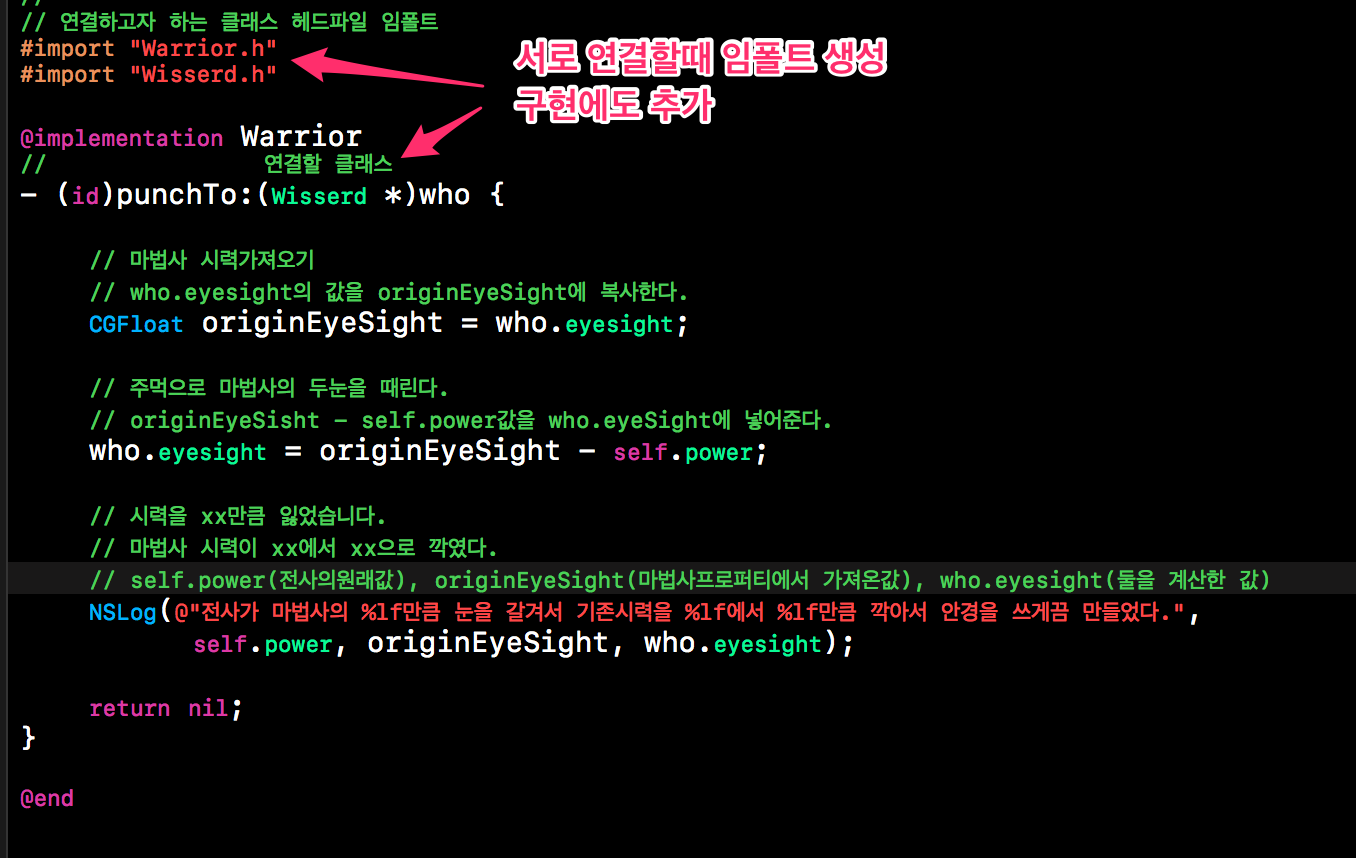 //
// 연결하고자 하는 클래스 헤드파일 임폴트
#import "Warrior.h"
#import "Wisserd.h"
서로 연결할때 임폴트 생성
구현에도 추가
@implementation Warrior
// 연결할 클래스
- (id)punchTo:(Wisserd *)who {
// 마법사 시력가져오기
// who.eyesight의 값을 originEyeSight에 복사한다.
CGFloat originEyeSight = who.eyesight;
// 주먹으로 마법사의 두눈을 때린다.
// originEyeSisht - self.power값을 who.eyeSight에 넣어준다.
who.eyesight = originEyeSight - self.power;
// 시력을 xx만큼 잃었습니다.
// 마법사 시력이 xx에서 xx으로 깍였다.
// self.power(전사의원래값), originEyeSight(마법사프로퍼티에서 가져온값), who.eyesight(둘을 계산한 값)
NSLog(@"전사가 마법사의 %lf만큼 눈을 갈겨서 기존시력을 %lf에서 %lf만큼 깍아서 안경을 쓰게끔 만들었다.",
self.power, originEyeSight, who.eyesight);
return nil;
}
@end